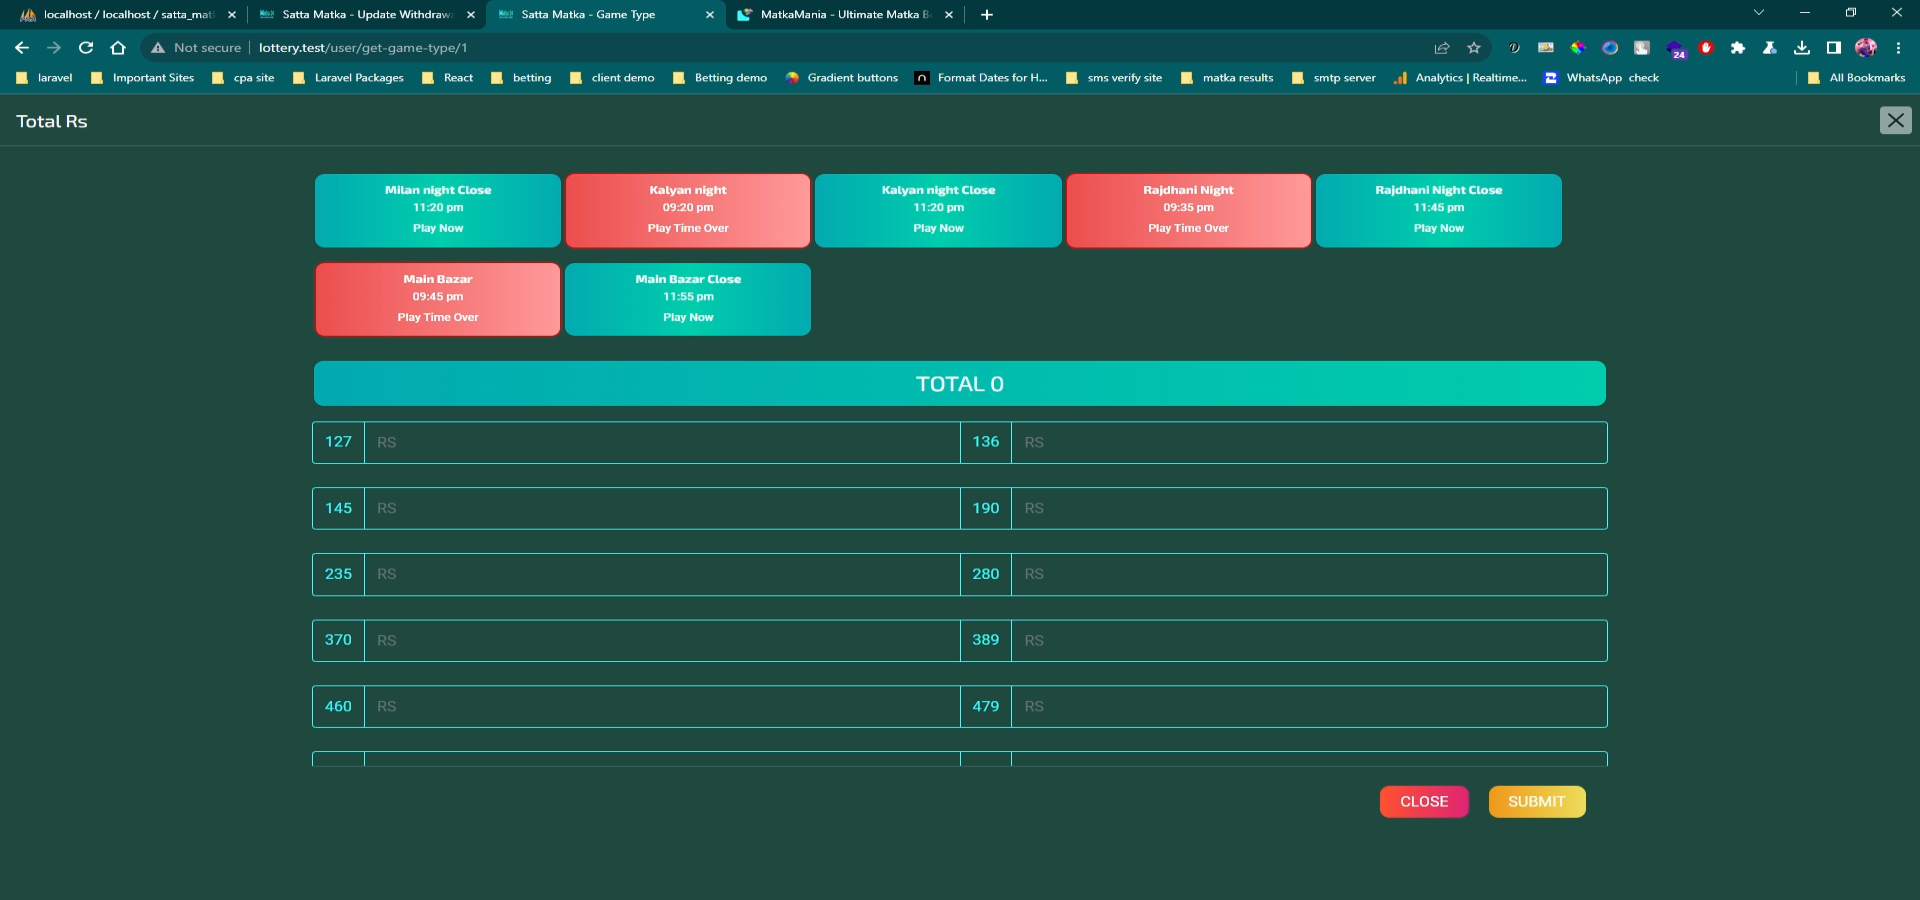 localhost / localhost / satta_mat
Satta Matka - Update Withdrawa
Satta Matka - Game Type
MatkaMania - Ultimate Matka B
Not secure
lottery.test/user/get-game-type/1
24
laravel
Important Sites
cpa site
Laravel Packages
React
betting
client demo
Betting demo
Gradient buttons
Format Dates for H...
sms verify site
matka results
smtp server
Analytics | Realtime...
WhatsApp check
All Bookmarks
Total Rs
Milan night Close
11:20 pm
Play Now
Kalyan night
09:20 pm
Play Time Over
Kalyan night Close
11:20 pm
Play Now
Rajdhani Night
09:35 pm
Play Time Over
Rajdhani Night Close
11:45 pm
Play Now
Main Bazar
09:45 pm
Play Time Over
Main Bazar Close
11:55 pm
Play Now
TOTAL 0
127 RS 136 RS
145 RS 190 RS
235 RS 280 RS
370 RS 389 RS
460 RS 479 RS
CLOSE
SUBMIT